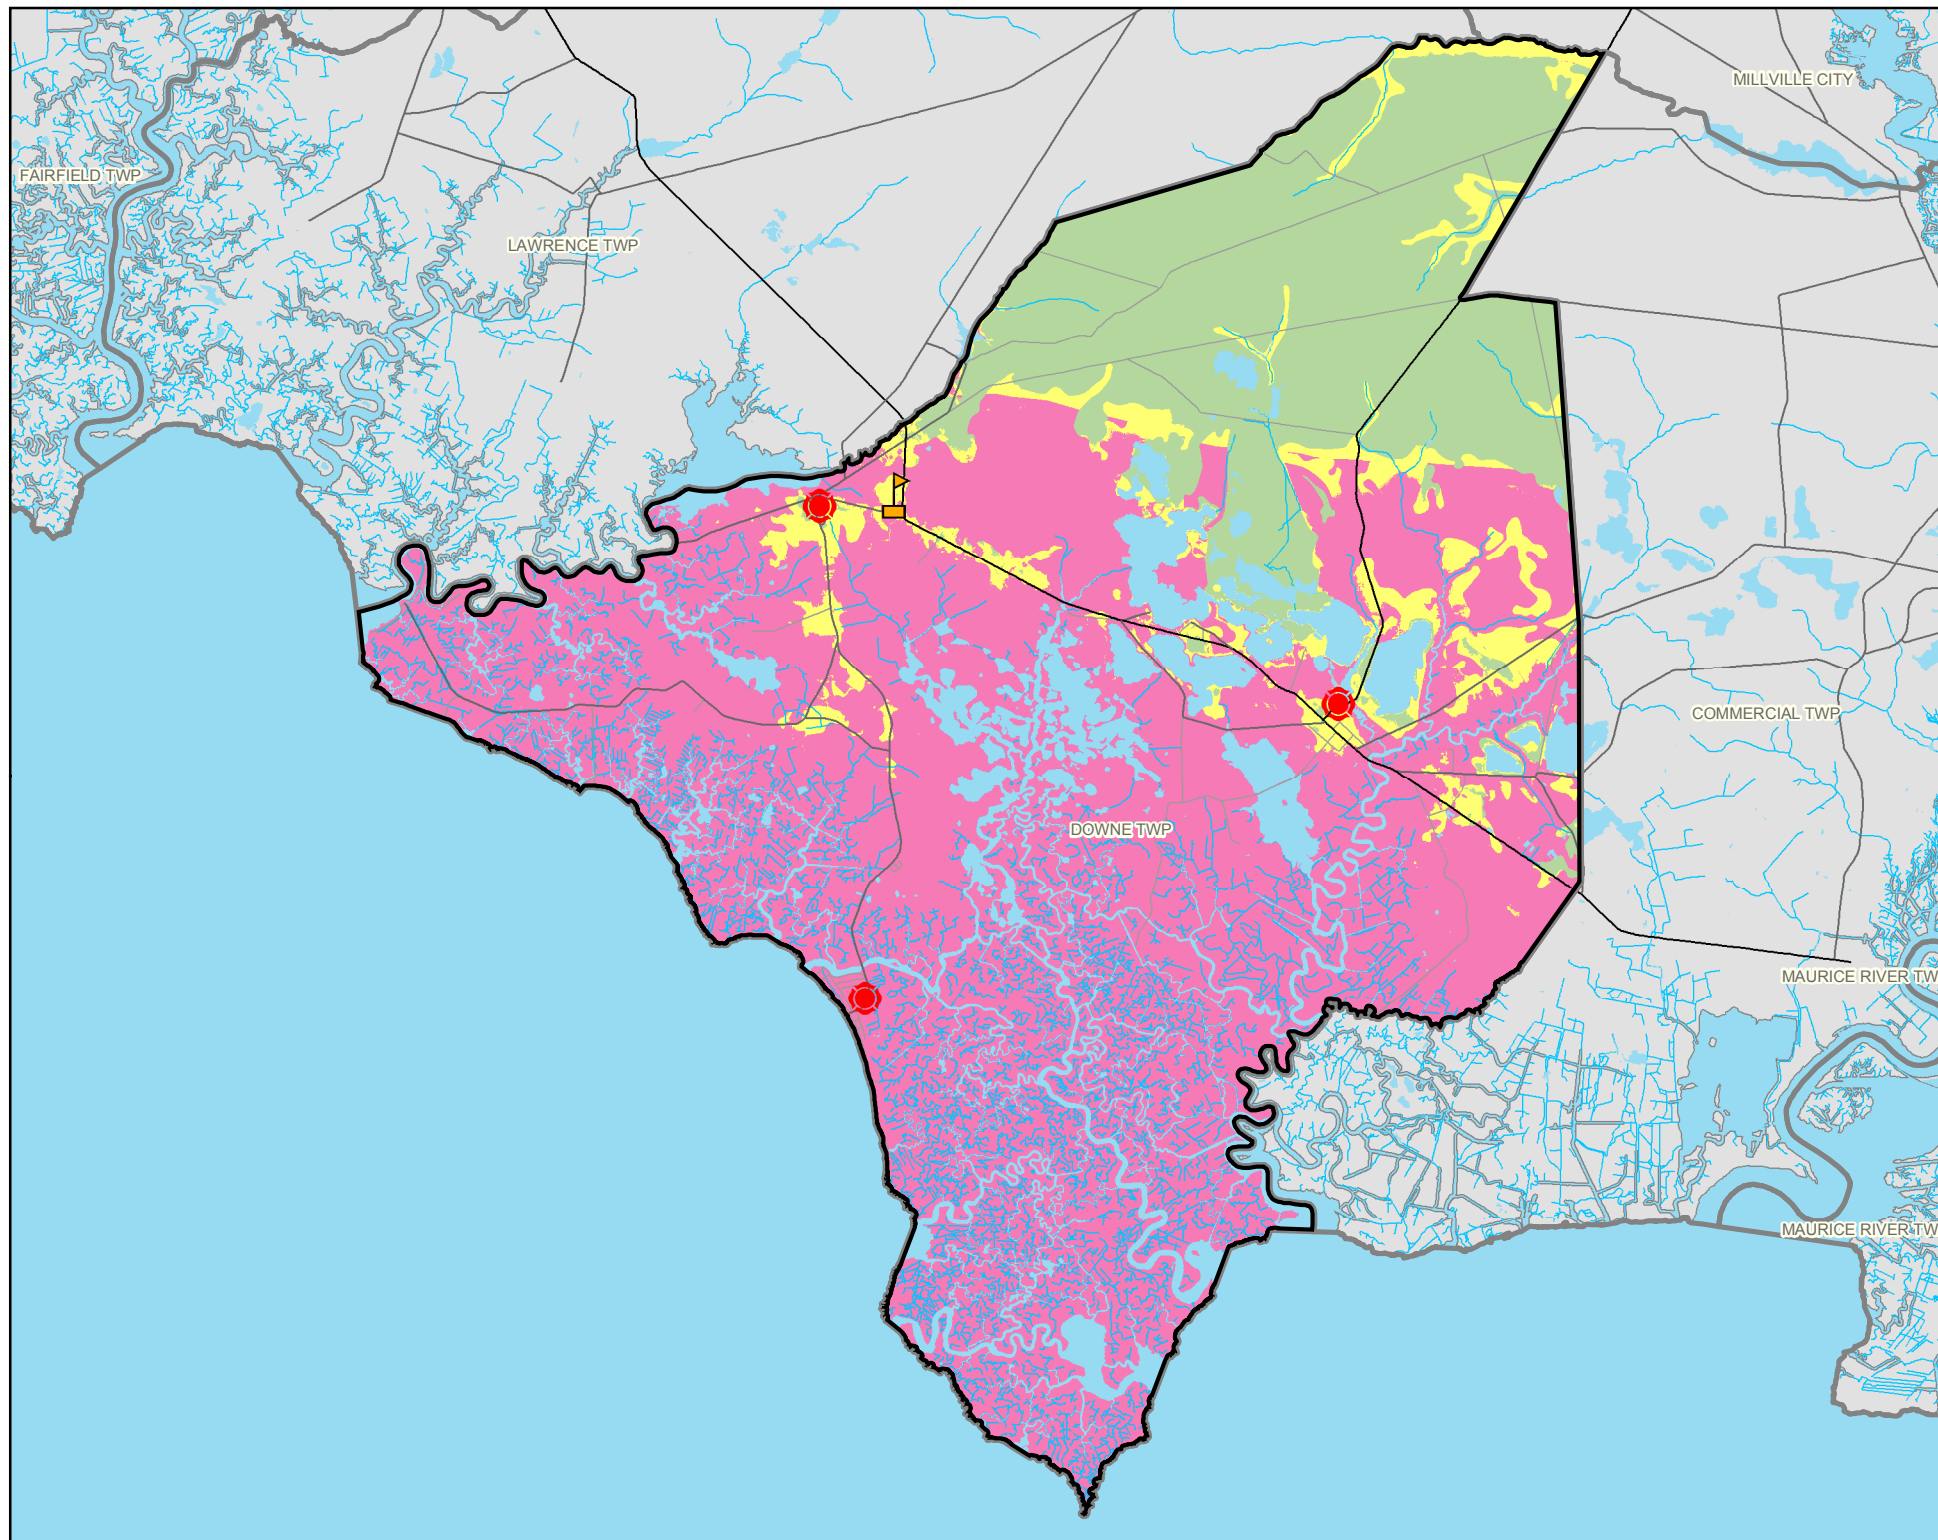 MILLVILLE CITY
FAIRFIELD TWP
LAWRENCE TWP
COMMERCIAL TWP
DOWNE TWP
MAURICE RIVER TW
MAURICE RIVER TW